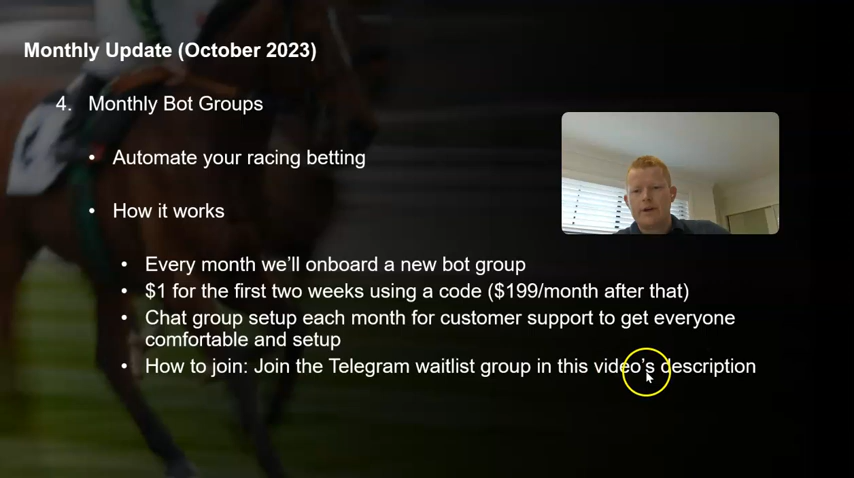 Monthly Update (October 2023)
4. Monthly Bot Groups
• Automate your racing betting
• How it works
• Every month we'll onboard a new bot group
• $1 for the first two weeks using a code ($199/month after that)
• Chat group setup each month for customer support to get everyone
comfortable and setup
• How to join: Join the Telegram waitlist group in this video's description